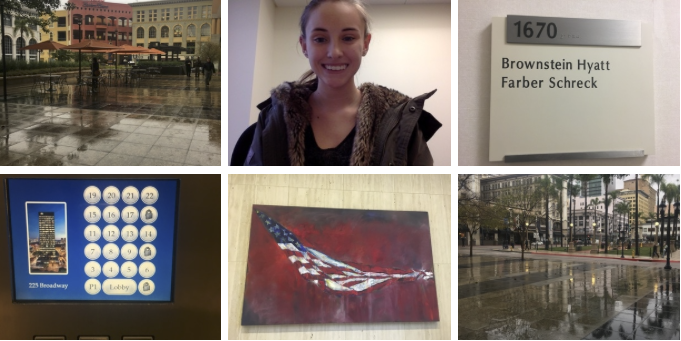 1670
Brownstein Hyatt
Farber Schreck
19 20 21 22
15 16 17
11 12 13 14
7 8 9
3 4 5 6
P1 Lobby
225 Broadway